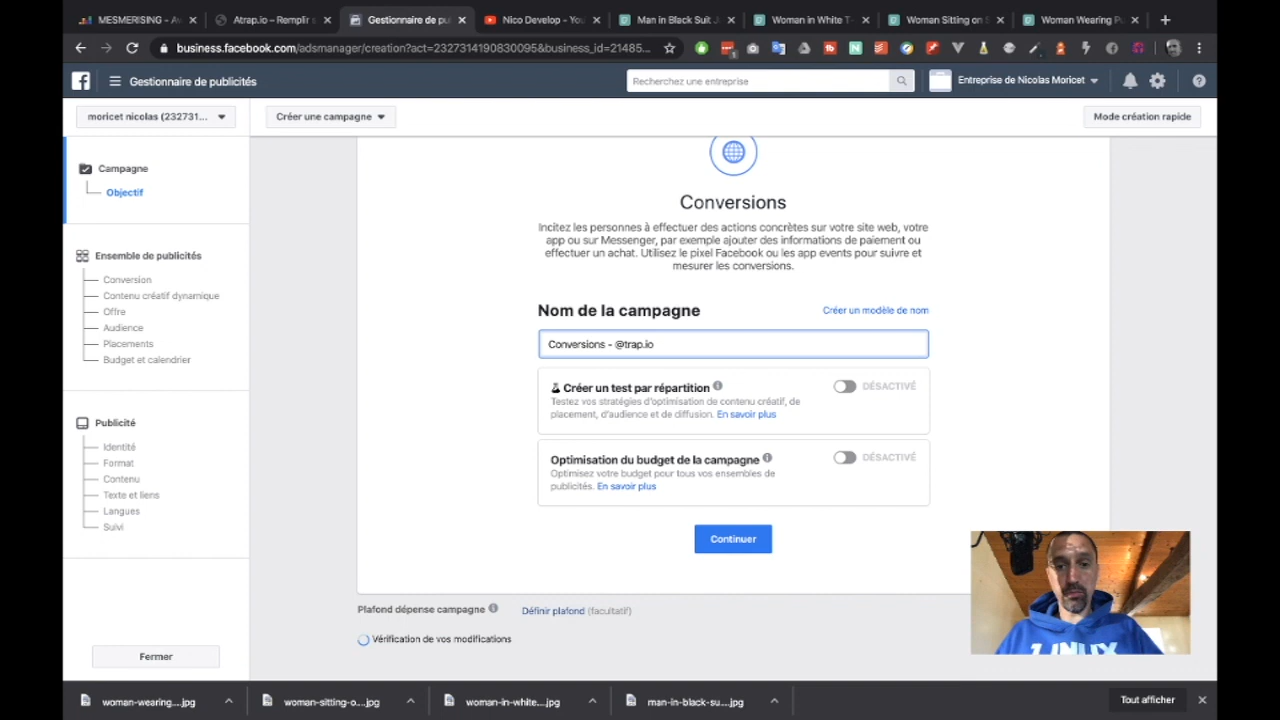 MESMERISING - A
Atrap.io – Remplir s
Gestionnaire de pu
Nico Develop - You
Man in Black Suit J
Woman in White T-
Woman Sitting on S
Woman Wearing P
business.facebook.com/adsmanager/creation?act=2327314190830095&business_id=21485...
Gestionnaire de publicités
Recherchez une entreprise
Entreprise de Nicolas Moricet
moricet nicolas (232731...
Créer une campagne
Mode création rapide
Campagne
Objectif
Ensemble de publicités
Conversion
Contenu créatif dynamique
Offre
Audience
Placements
Budget et calendrier
Publicité
Identité
Format
Contenu
Texte et liens
Langues
Suivi
Fermer
Conversions
Incitez les personnes à effectuer des actions concrètes sur votre site web, votre
app ou sur Messenger, par exemple ajouter des informations de paiement ou
effectuer un achat. Utilisez le pixel Facebook ou les app events pour suivre et
mesurer les conversions.
Nom de la campagne
Créer un modèle de nom
Conversions - @trap.io
Créer un test par répartition
DÉSACTIVÉ
Testez vos stratégies d'optimisation de contenu créatif, de
placement, d'audience et de diffusion. En savoir plus
Optimisation du budget de la campagne
DÉSACTIVÉ
Optimisez votre budget pour tous vos ensembles de
publicités. En savoir plus
Continuer
Plafond dépense campagne
Définir plafond (facultatif)
Vérification de vos modifications
LINUX
woman-wearing....jpg
woman-sitting-o....jpg
woman-in-white....jpg
man-in-black-su....jpg
Tout afficher